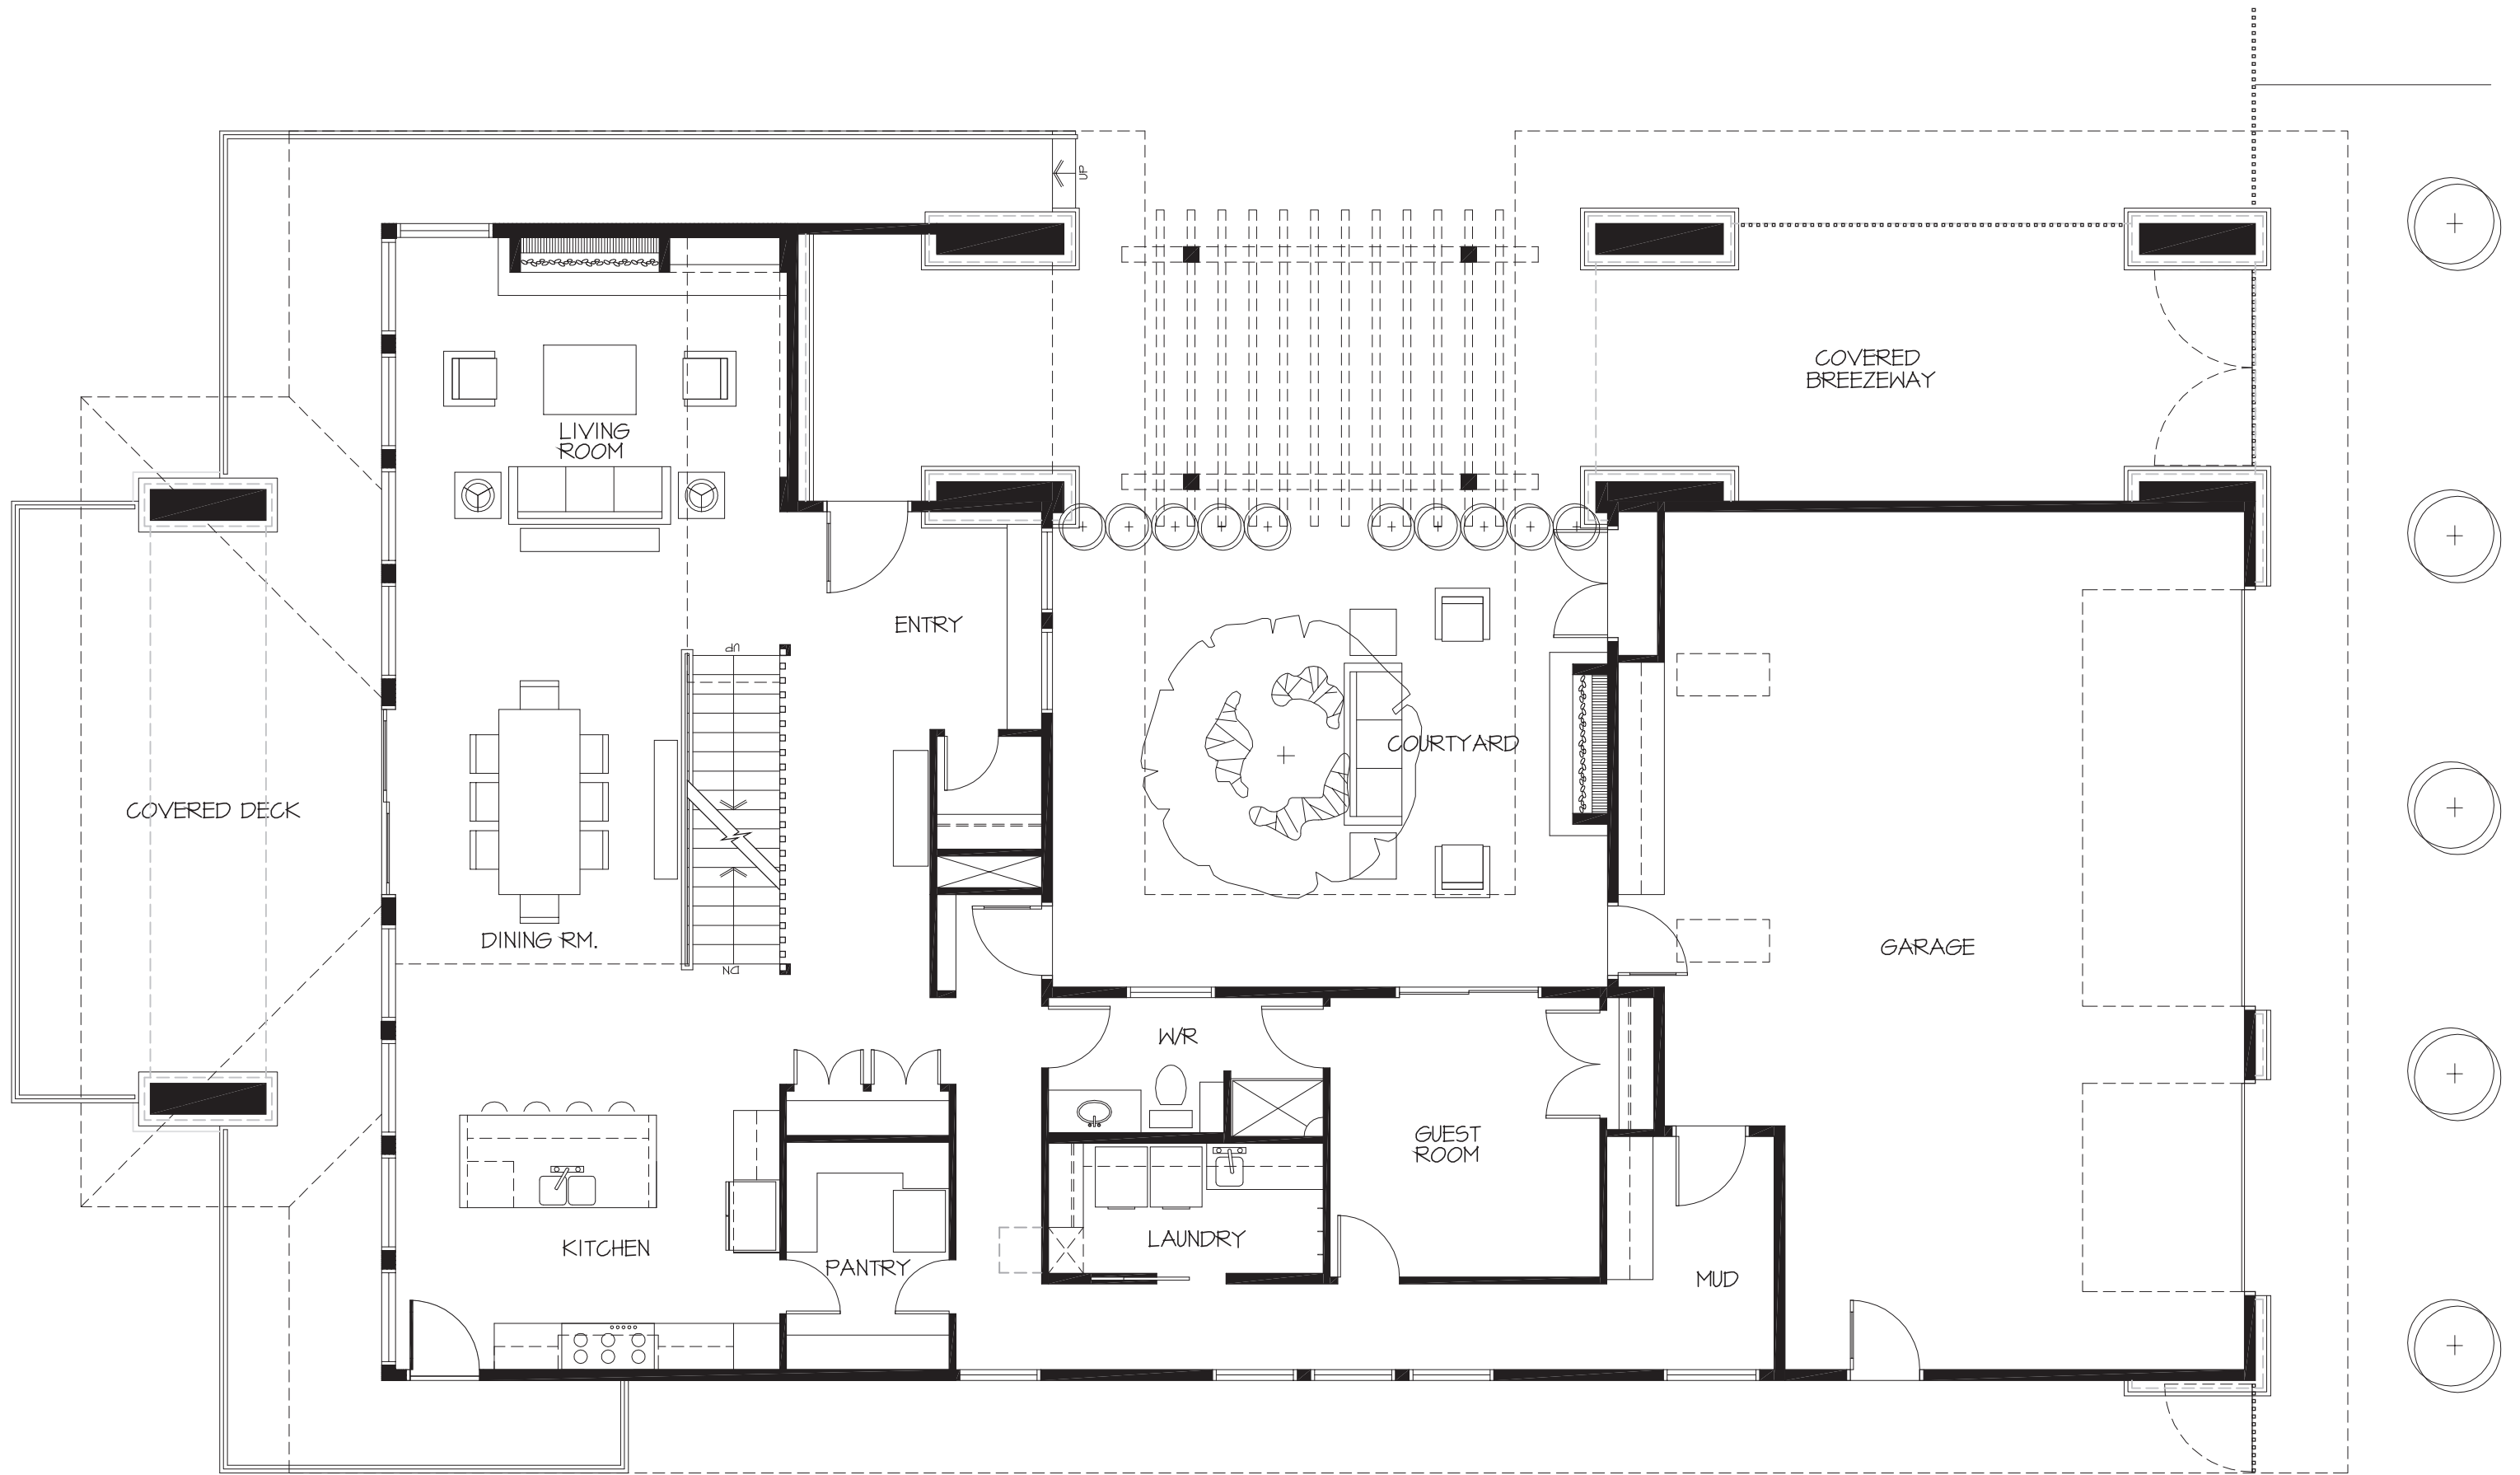 UP
COVERED
BREEZEWAY
LIVING
ROOM
ENTRY
UP
COURTYARD
COVERED DECK
DINING RM.
GARAGE
DN
W/R
GUEST
ROOM
KITCHEN
LAUNDRY
PANTRY
MUD